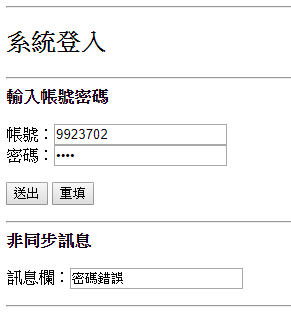 系統登入
輸入帳號密碼
帳號：9923702
密碼：••••
送出 重填
非同步訊息
訊息欄：密碼錯誤